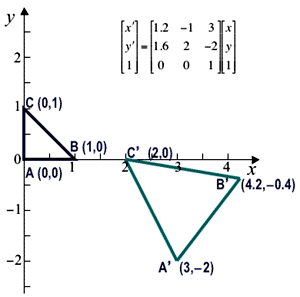 y
[x′] [1.2 -1 3] [x]
[y′] = [1.6 2 -2] [y]
[1] [0 0 1] [1]
2
1
C (0,1)
B (1,0)
C' (2,0)
0
A (0,0)
1
2
3
4
x
B'
(4.2,-0.4)
-1
-2
A' (3,-2)